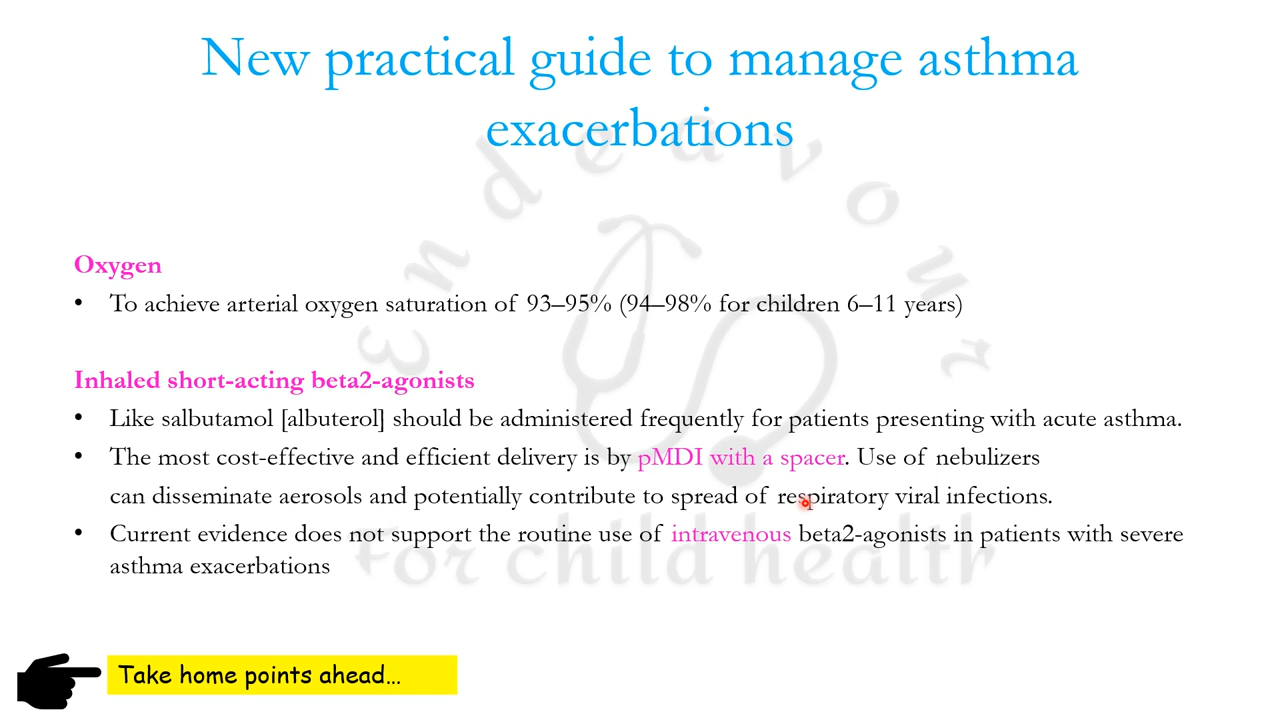 New practical guide to manage asthma
exacerbations
Endeavour
Oxygen
• To achieve arterial oxygen saturation of 93–95% (94–98% for children 6–11 years)
Inhaled short-acting beta2-agonists
• Like salbutamol [albuterol] should be administered frequently for patients presenting with acute asthma.
• The most cost-effective and efficient delivery is by pMDI with a spacer. Use of nebulizers
can disseminate aerosols and potentially contribute to spread of respiratory viral infections.
• Current evidence does not support the routine use of intravenous beta2-agonists in patients with severe
asthma exacerbations
For child health
Take home points ahead...